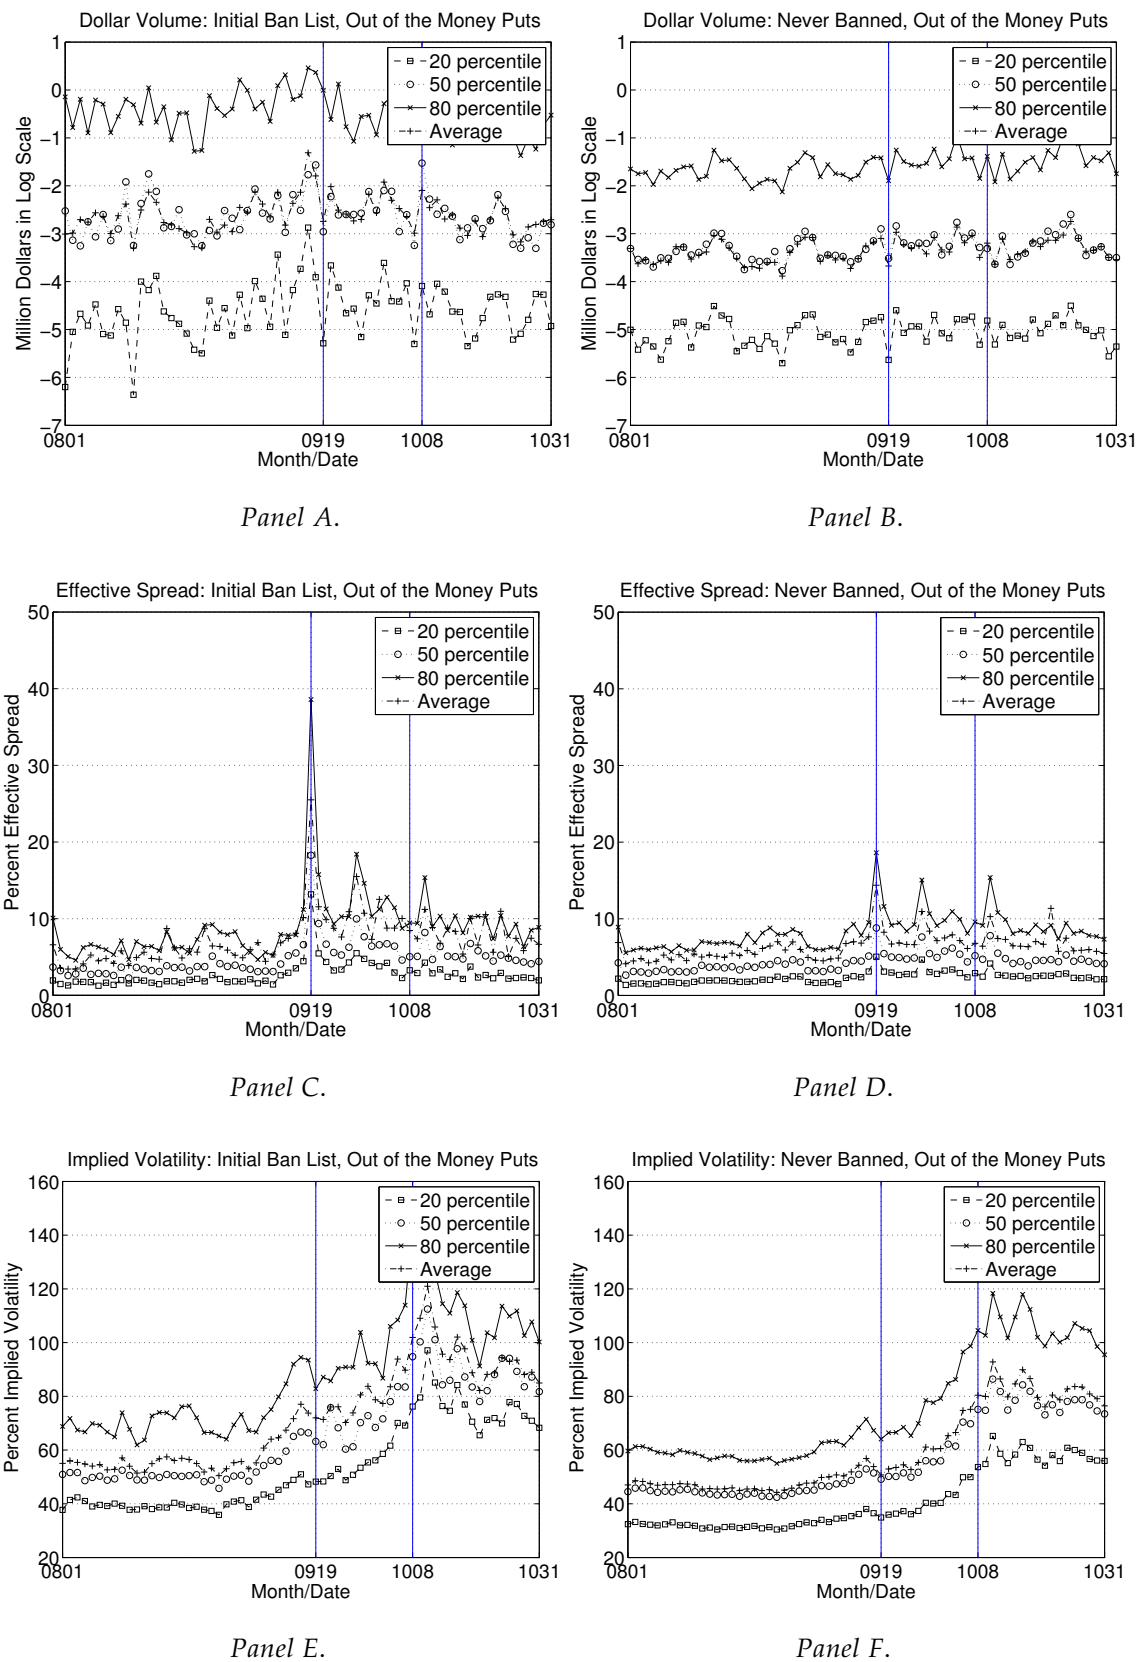 Dollar Volume: Initial Ban List, Out of the Money Puts
1
0
−1
−2
−3
−4
−5
−6
−7
Million Dollars in Log Scale
20 percentile
50 percentile
80 percentile
Average
0801
0919
1008
1031
Month/Date
Panel A.
Dollar Volume: Never Banned, Out of the Money Puts
1
0
−1
−2
−3
−4
−5
−6
−7
Million Dollars in Log Scale
20 percentile
50 percentile
80 percentile
Average
0801
0919
1008
1031
Month/Date
Panel B.
Effective Spread: Initial Ban List, Out of the Money Puts
50
40
30
20
10
0
Percent Effective Spread
20 percentile
50 percentile
80 percentile
Average
0801
0919
1008
1031
Month/Date
Panel C.
Effective Spread: Never Banned, Out of the Money Puts
50
40
30
20
10
0
Percent Effective Spread
20 percentile
50 percentile
80 percentile
Average
0801
0919
1008
1031
Month/Date
Panel D.
Implied Volatility: Initial Ban List, Out of the Money Puts
160
140
120
100
80
60
40
20
Percent Implied Volatility
20 percentile
50 percentile
80 percentile
Average
0801
0919
1008
1031
Month/Date
Panel E.
Implied Volatility: Never Banned, Out of the Money Puts
160
140
120
100
80
60
40
20
Percent Implied Volatility
20 percentile
50 percentile
80 percentile
Average
0801
0919
1008
1031
Month/Date
Panel F.